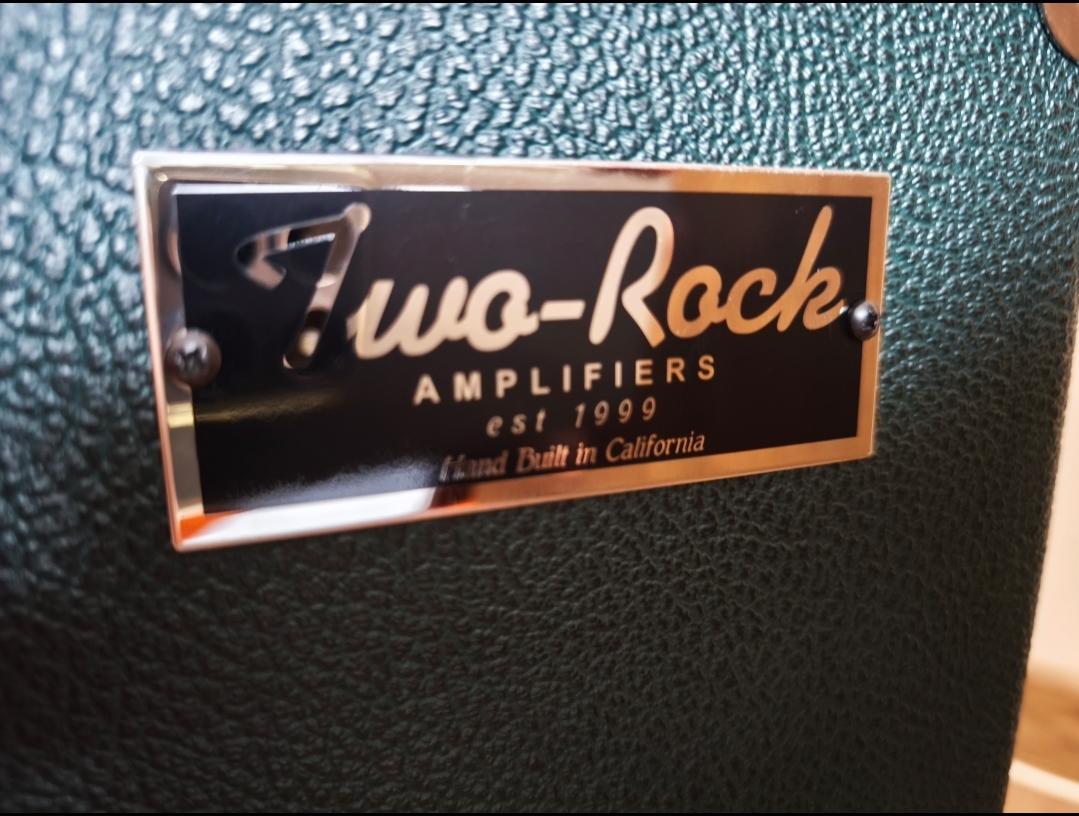 Two-Rock
AMPLIFIERS
est 1999
Hand Built in California